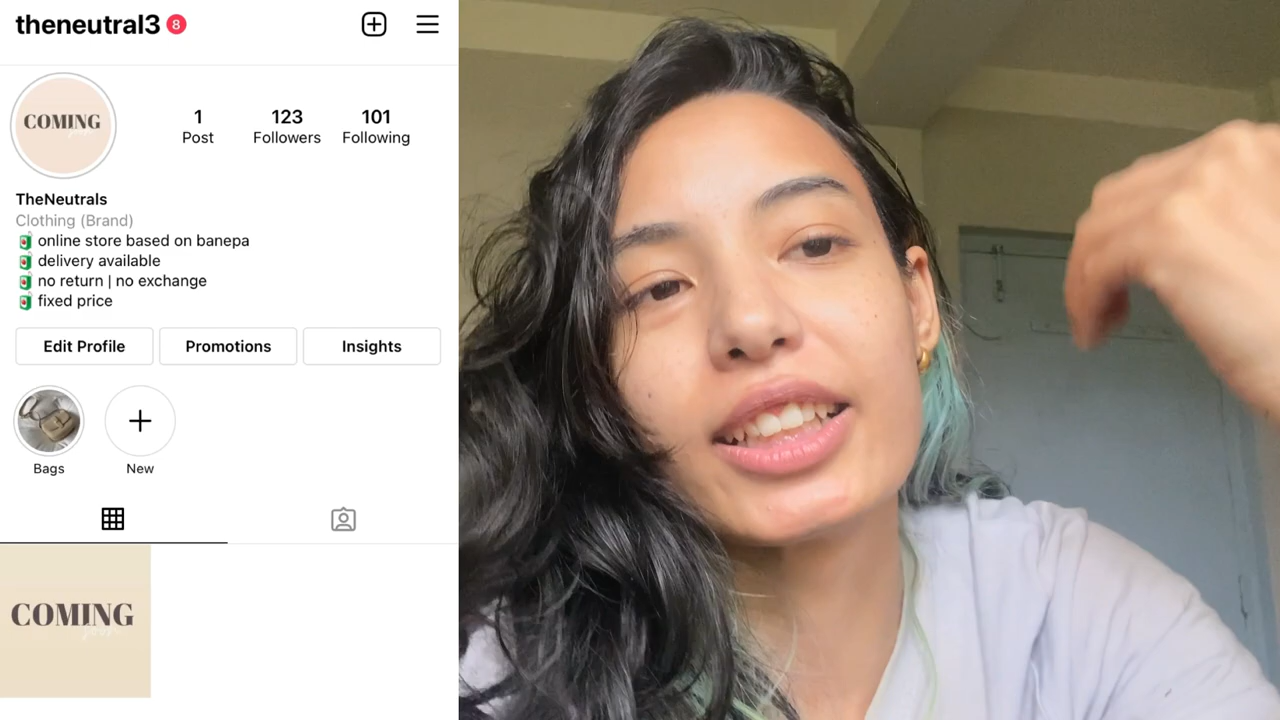 theneutral3 8
COMING
1 123 101
Post Followers Following
TheNeutrals
Clothing (Brand)
online store based on banepa
delivery available
no return | no exchange
fixed price
Edit Profile Promotions Insights
Bags New
COMING
soon